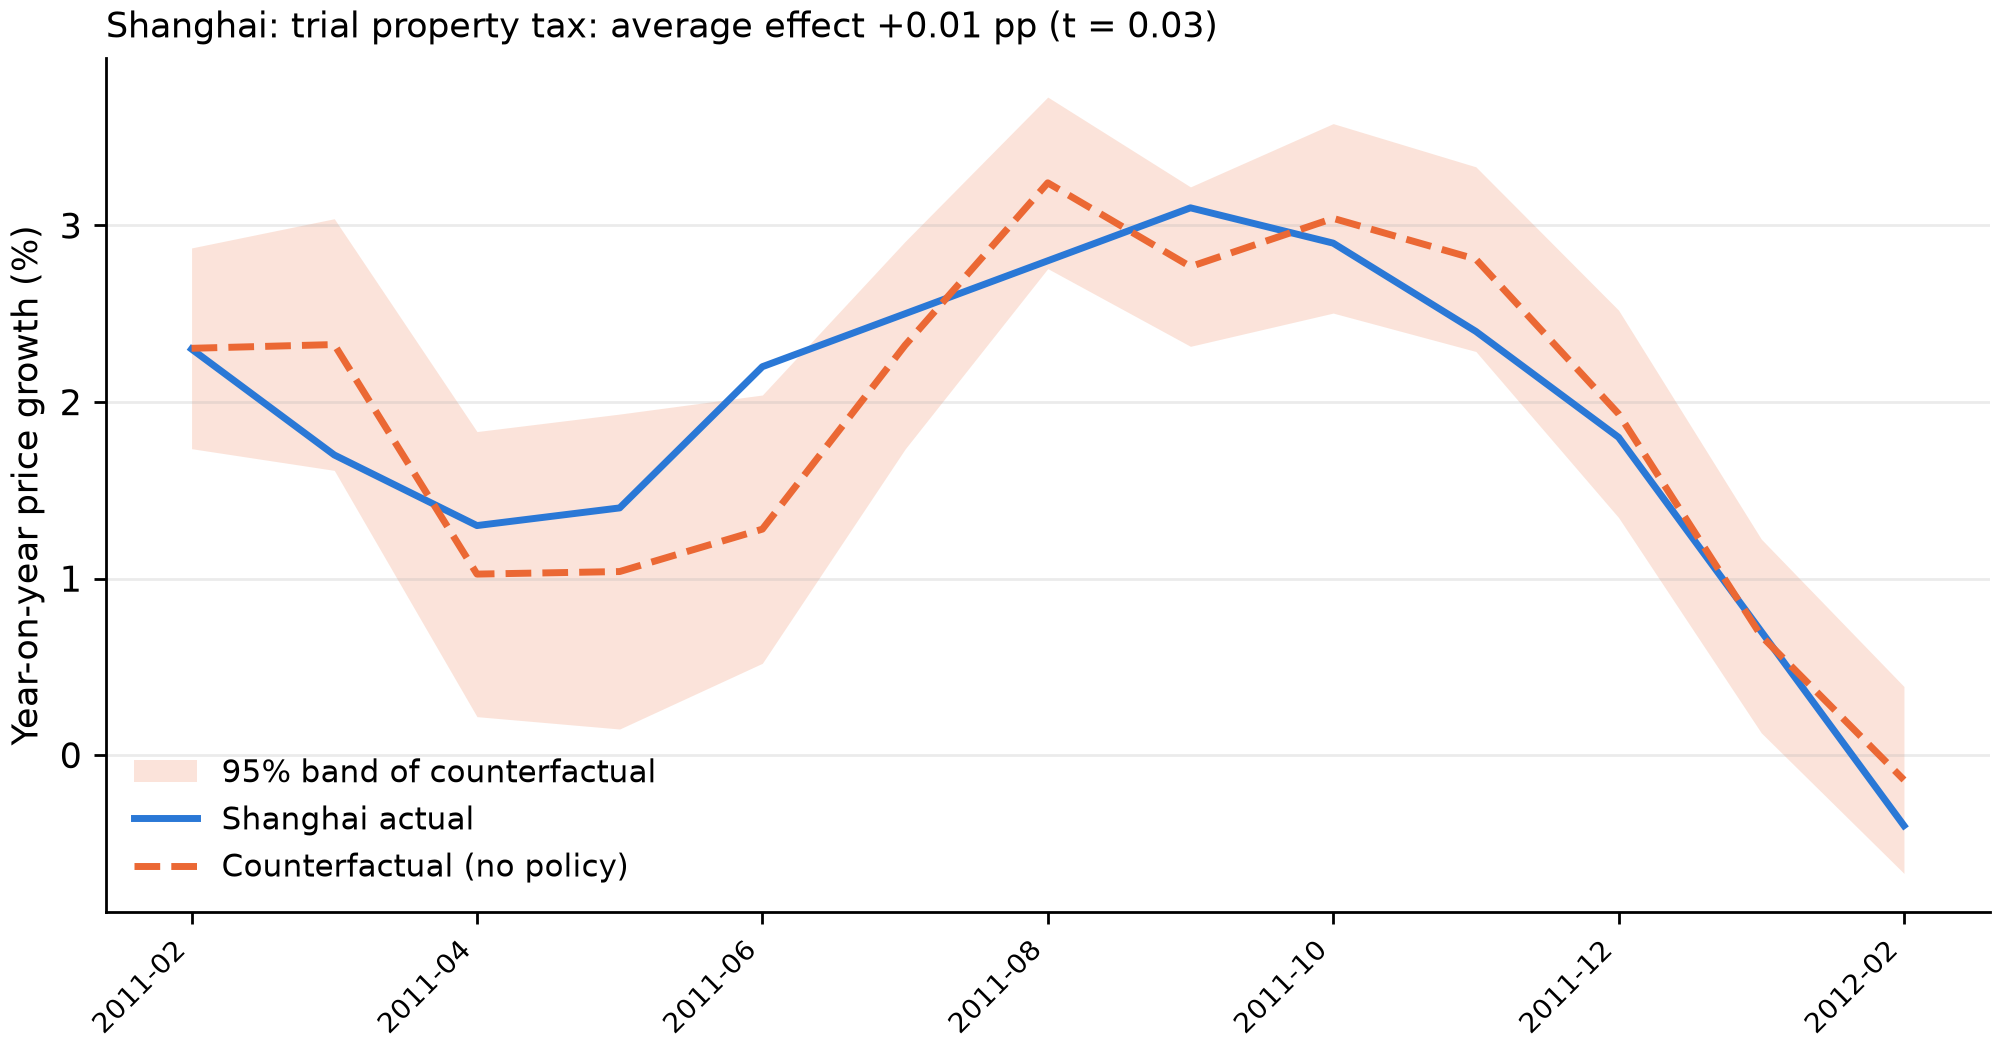 Shanghai: trial property tax: average effect +0.01 pp (t = 0.03)
Year-on-year price growth (%)
3
2
1
0
95% band of counterfactual
Shanghai actual
Counterfactual (no policy)
2011-02
2011-04
2011-06
2011-08
2011-10
2011-12
2012-02